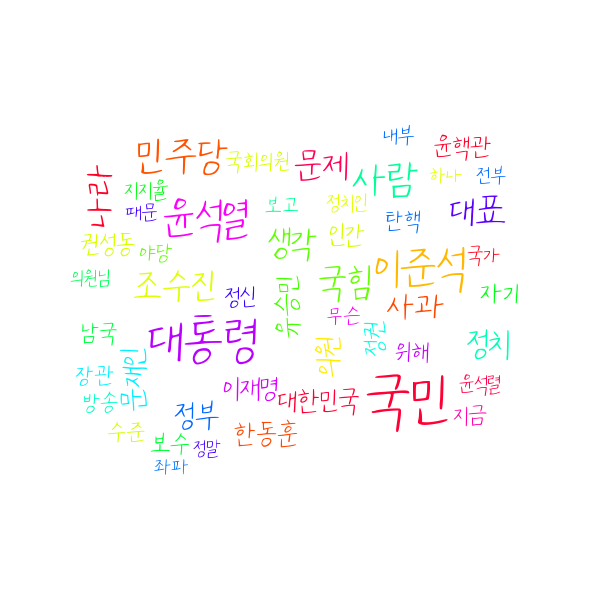 내부
민주당 국회의원 문제 윤핵관
나라 지지율 사람 하나 전부
때문 윤석열 보고 정치인 탄핵 대표
권성동 야당 생각 인간
의원님 조수진 정신 유승민 국힘 이준석 국가
무슨 사과 자기
남국 대통령 의원 정권 위해 정치
장관 문재인 이재명 대한민국 국민 윤석렬
방송 정부 지금
수준 보수 정말 한동훈
좌파